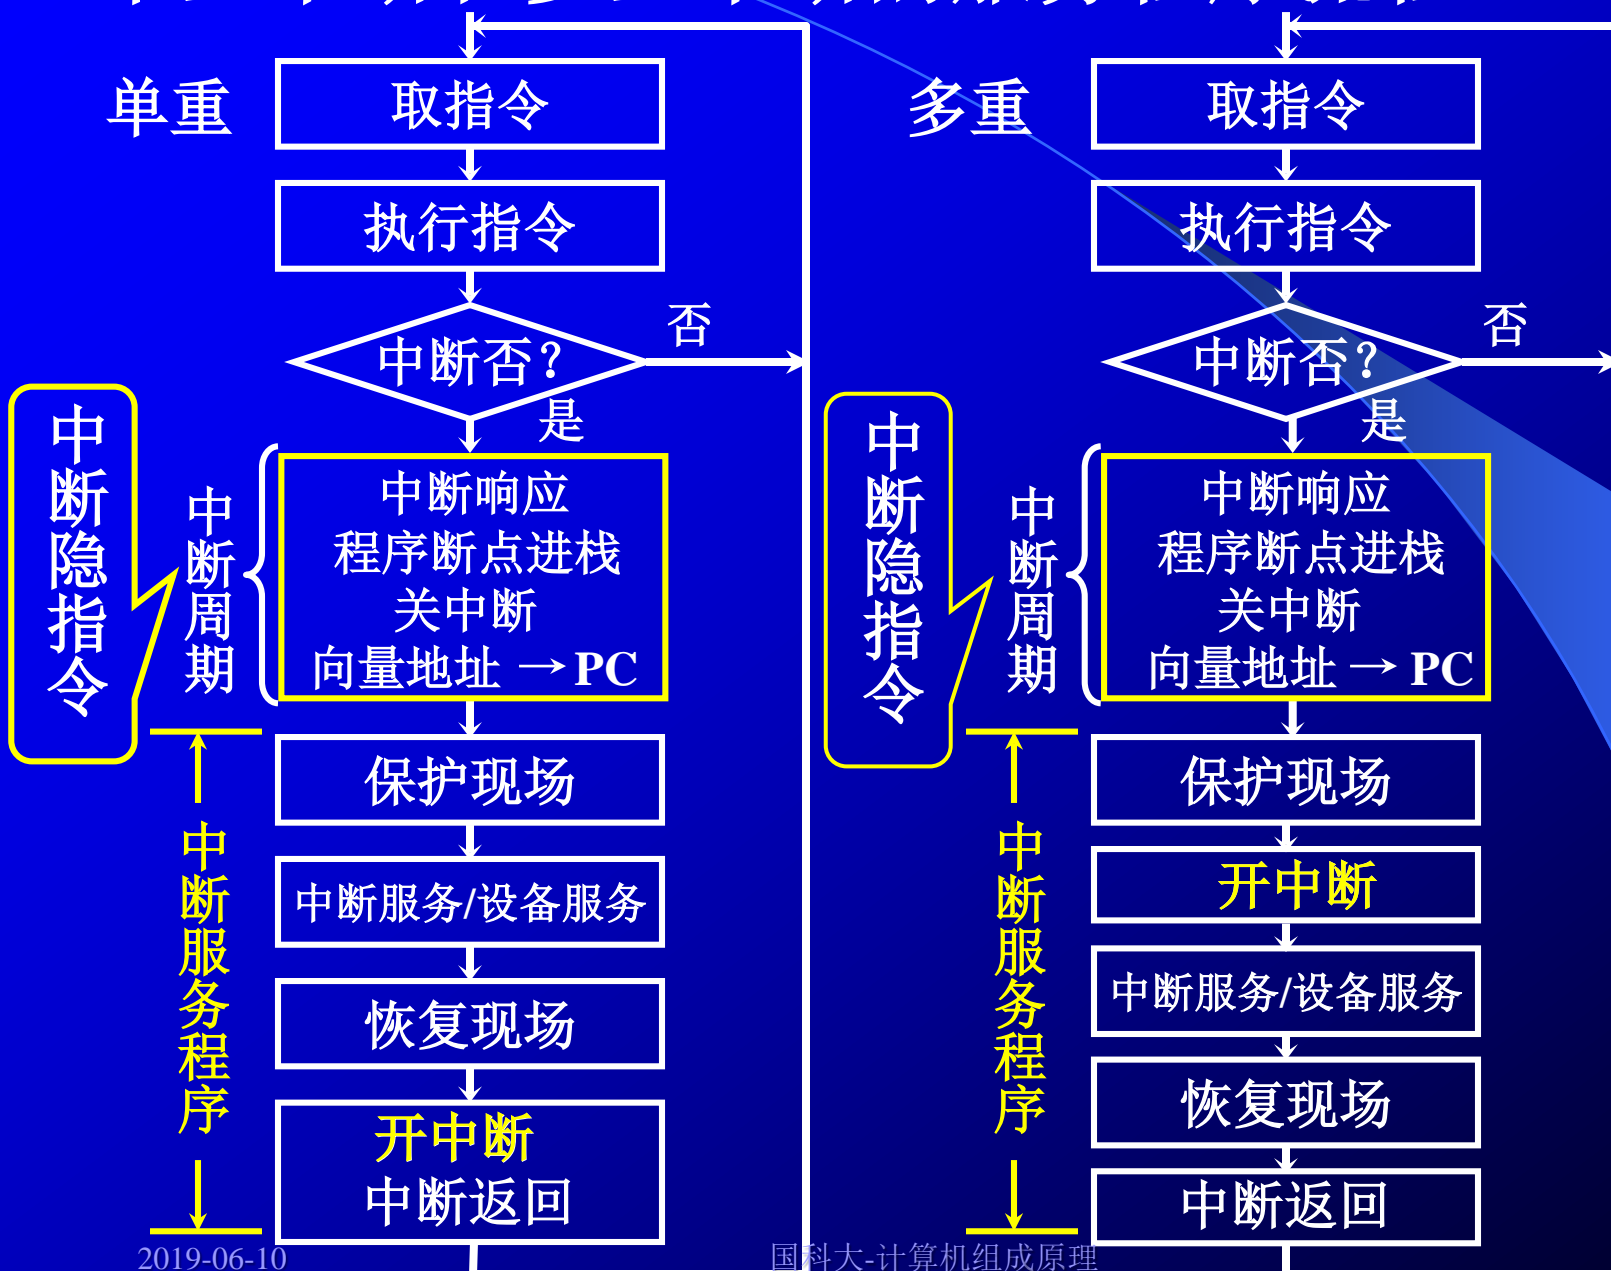 单重
取指令
执行指令
中断否？
否
是
中断隐指令
中断周期
中断响应
程序断点进栈
关中断
向量地址 → PC
中断服务程序
保护现场
中断服务/设备服务
恢复现场
开中断
中断返回
多重
取指令
执行指令
中断否？
否
是
中断隐指令
中断周期
中断响应
程序断点进栈
关中断
向量地址 → PC
中断服务程序
保护现场
开中断
中断服务/设备服务
恢复现场
中断返回
2019-06-10
国科大-计算机组成原理